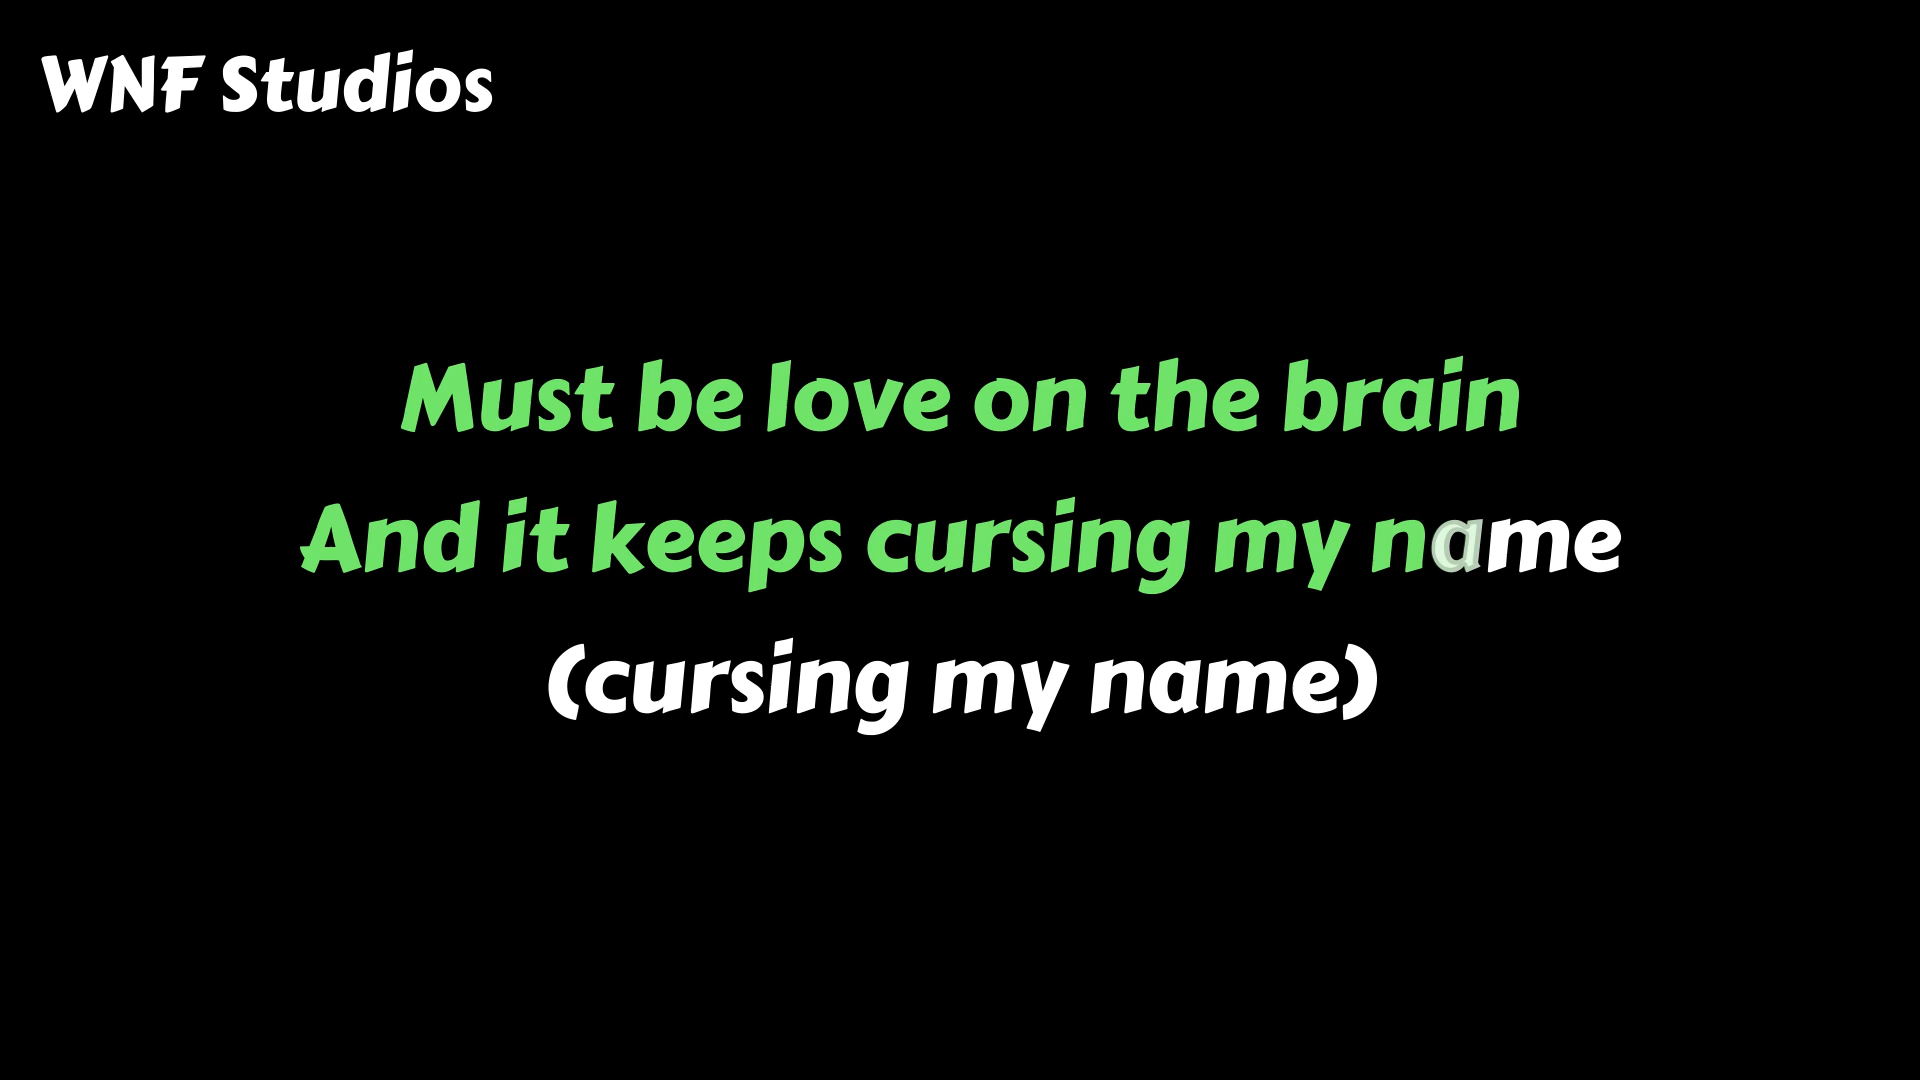 WNF Studios
Must be love on the brain
And it keeps cursing my name
(cursing my name)